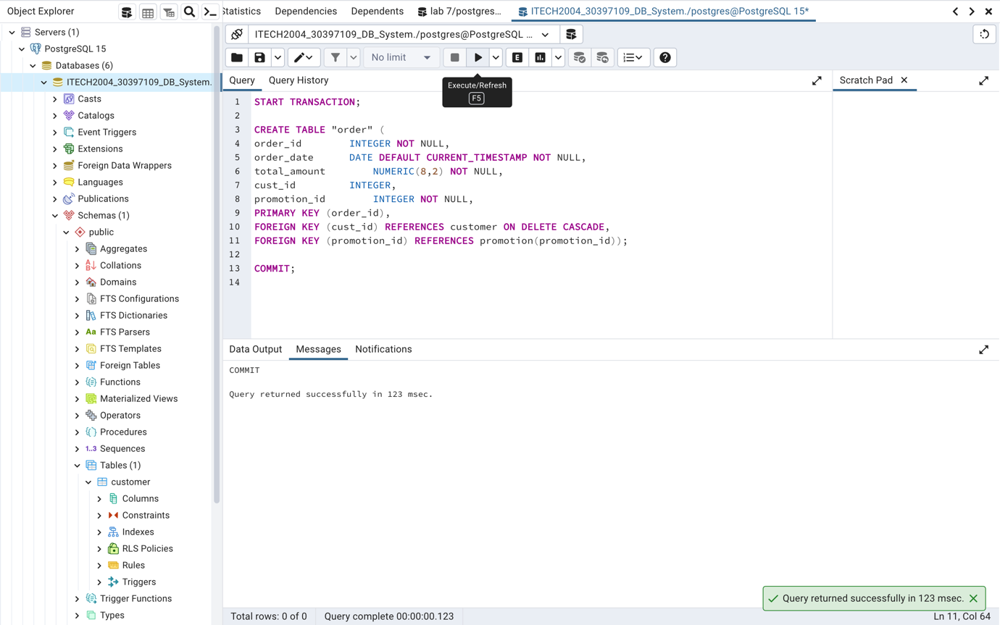 Object Explorer
Statistics
Dependencies
Dependents
lab 7/postgres...
ITECH2004_30397109_DB_System./postgres@PostgreSQL 15*
Servers (1)
PostgreSQL 15
Databases (6)
ITECH2004_30397109_DB_System.
Casts
Catalogs
Event Triggers
Extensions
Foreign Data Wrappers
Languages
Publications
Schemas (1)
public
Aggregates
Collations
Domains
FTS Configurations
FTS Dictionaries
Aa FTS Parsers
FTS Templates
Foreign Tables
Functions
Materialized Views
Operators
Procedures
1..3 Sequences
Tables (1)
customer
Columns
Constraints
Indexes
RLS Policies
Rules
Triggers
Trigger Functions
Types
ITECH2004_30397109_DB_System./postgres@PostgreSQL ...
No limit
E
Query
Query History
Execute/Refresh
F5
Scratch Pad
1 START TRANSACTION;
2
3 CREATE TABLE "order" (
4 order_id INTEGER NOT NULL,
5 order_date DATE DEFAULT CURRENT_TIMESTAMP NOT NULL,
6 total_amount NUMERIC(8,2) NOT NULL,
7 cust_id INTEGER,
8 promotion_id INTEGER NOT NULL,
9 PRIMARY KEY (order_id),
10 FOREIGN KEY (cust_id) REFERENCES customer ON DELETE CASCADE,
11 FOREIGN KEY (promotion_id) REFERENCES promotion(promotion_id));
12
13 COMMIT;
14
Data Output
Messages
Notifications
COMMIT
Query returned successfully in 123 msec.
Query returned successfully in 123 msec.
Total rows: 0 of 0
Query complete 00:00:00.123
Ln 11, Col 64